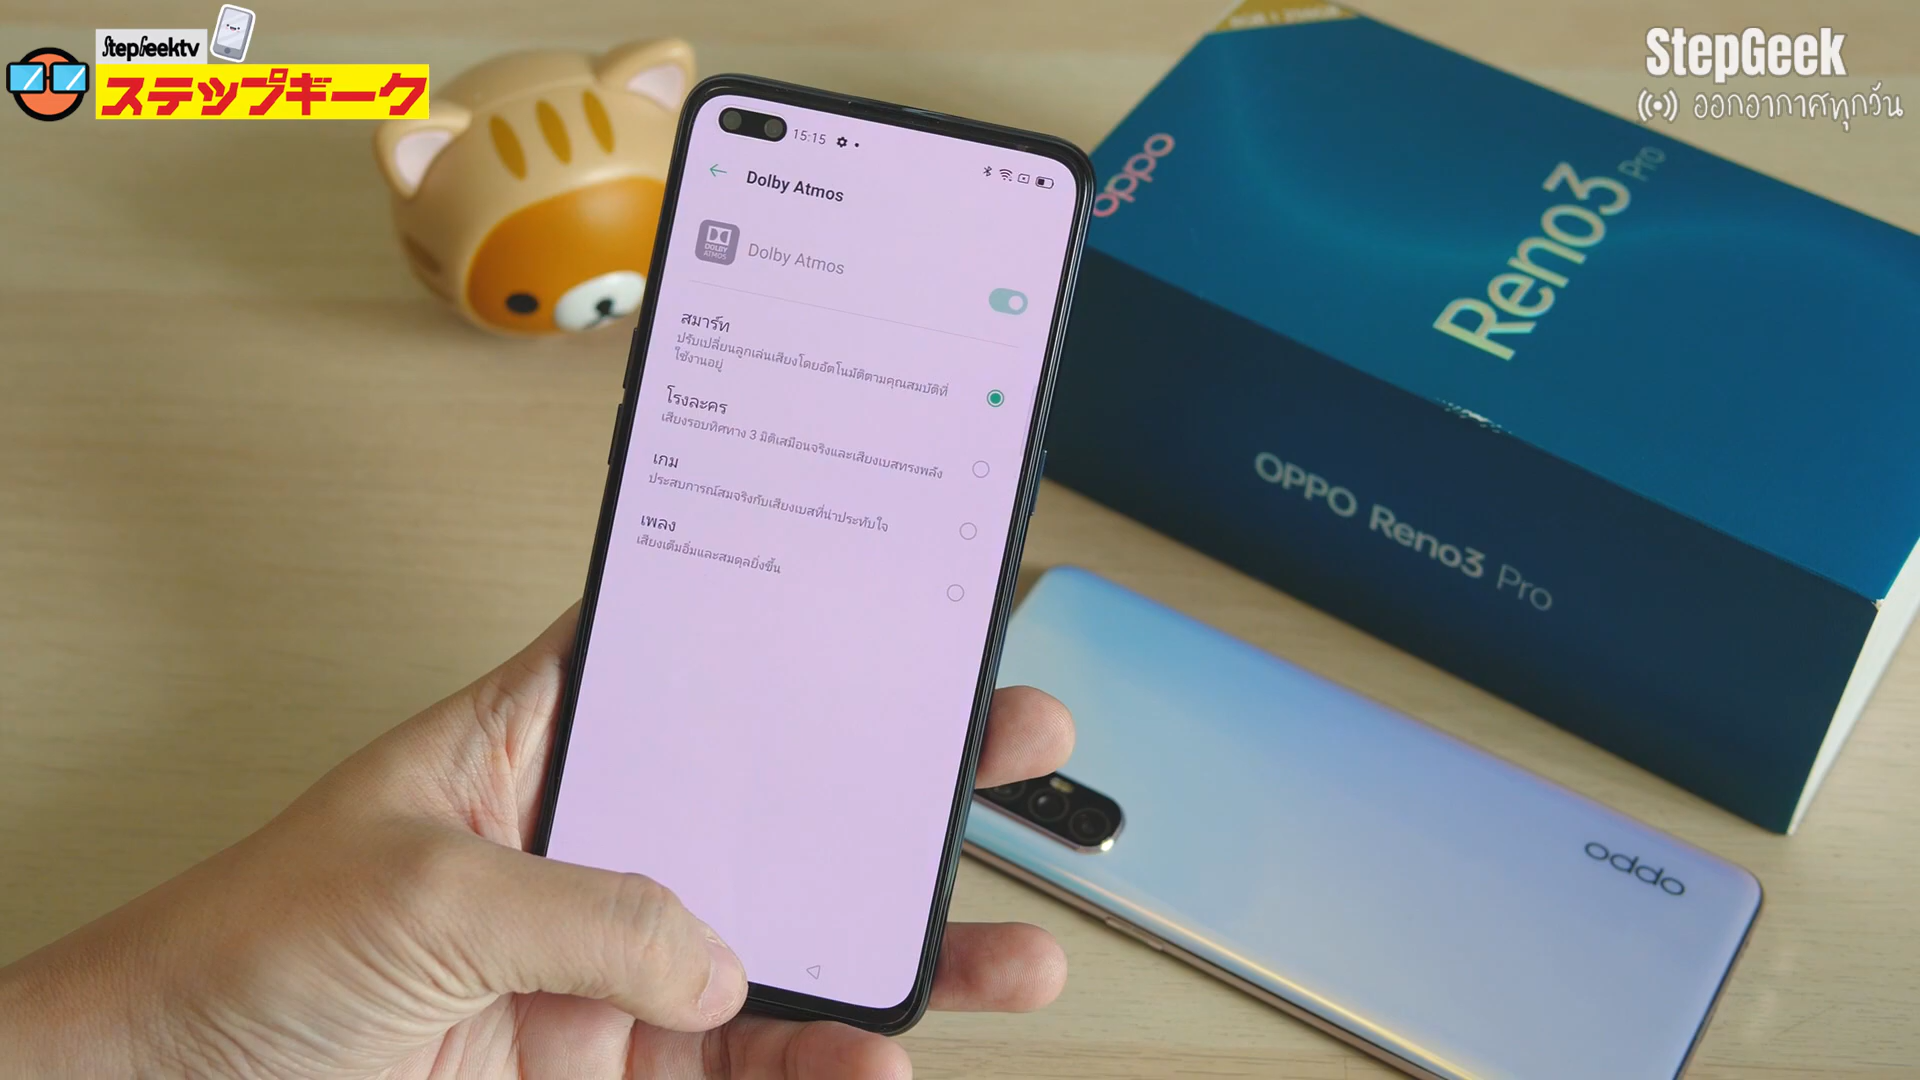 StepGeektv
ステップギーク
StepGeek
ออกอากาศทุกวัน
15:15
Dolby Atmos
DOLBY
ATMOS
Dolby Atmos
สมาร์ท
ปรับเปลี่ยนลูกเล่นเสียงโดยอัตโนมัติตามคุณสมบัติที่
ใช้งานอยู่
โรงละคร
เสียงรอบทิศทาง 3 มิติเสมือนจริงและเสียงเบสทรงพลัง
เกม
ประสบการณ์สมจริงกับเสียงเบสที่น่าประทับใจ
เพลง
เสียงเต็มอิ่มและสมดุลยิ่งขึ้น
oppo
Reno3 Pro
OPPO Reno3 Pro
oppo